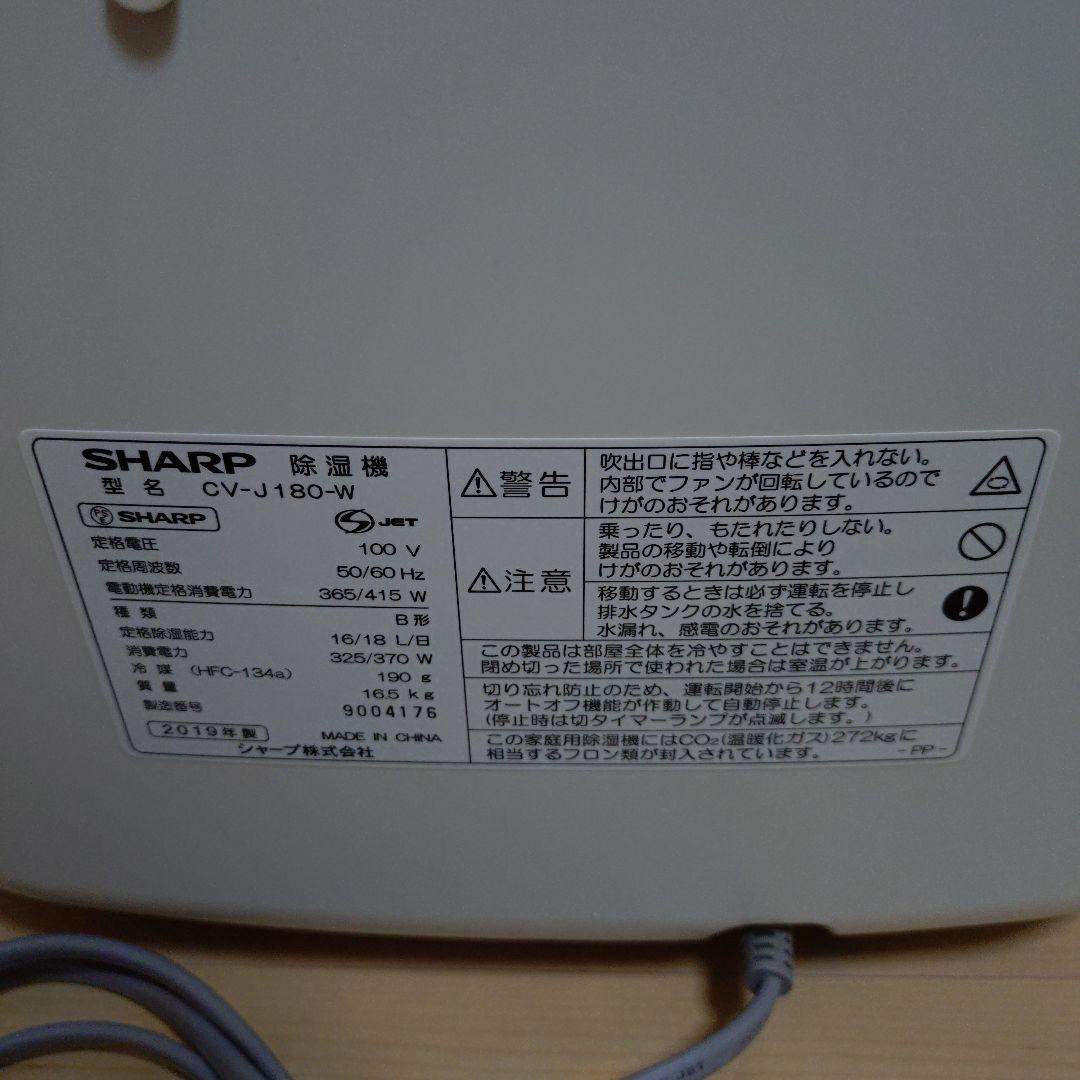 SHARP 除湿機
型名 CV-J180-W
PSE SHARP
S JET
定格電圧 100 V
定格周波数 50/60 Hz
電動機定格消費電力 365/415 W
種類 B形
定格除湿能力 16/18 L/日
消費電力 325/370 W
冷媒 (HFC-134a) 190 g
質量 16.5 kg
製造番号 9004176
2019年製 MADE IN CHINA
シャープ株式会社
警告
吹出口に指や棒などを入れない。
内部でファンが回転しているので
けがのおそれがあります。
注意
乗ったり、もたれたりしない。
製品の移動や転倒により
けがのおそれがあります。
移動するときは必ず運転を停止し
排水タンクの水を捨てる。
水漏れ、感電のおそれがあります。
この製品は部屋全体を冷やすことはできません。
閉め切った場所で使われた場合は室温が上がります。
切り忘れ防止のため、運転開始から12時間後に
オートオフ機能が作動して自動停止します。
(停止時は切タイマーランプが点滅します。)
この家庭用除湿機にはCO₂(温暖化ガス)272kgに
相当するフロン類が封入されています。
-PP-
JET